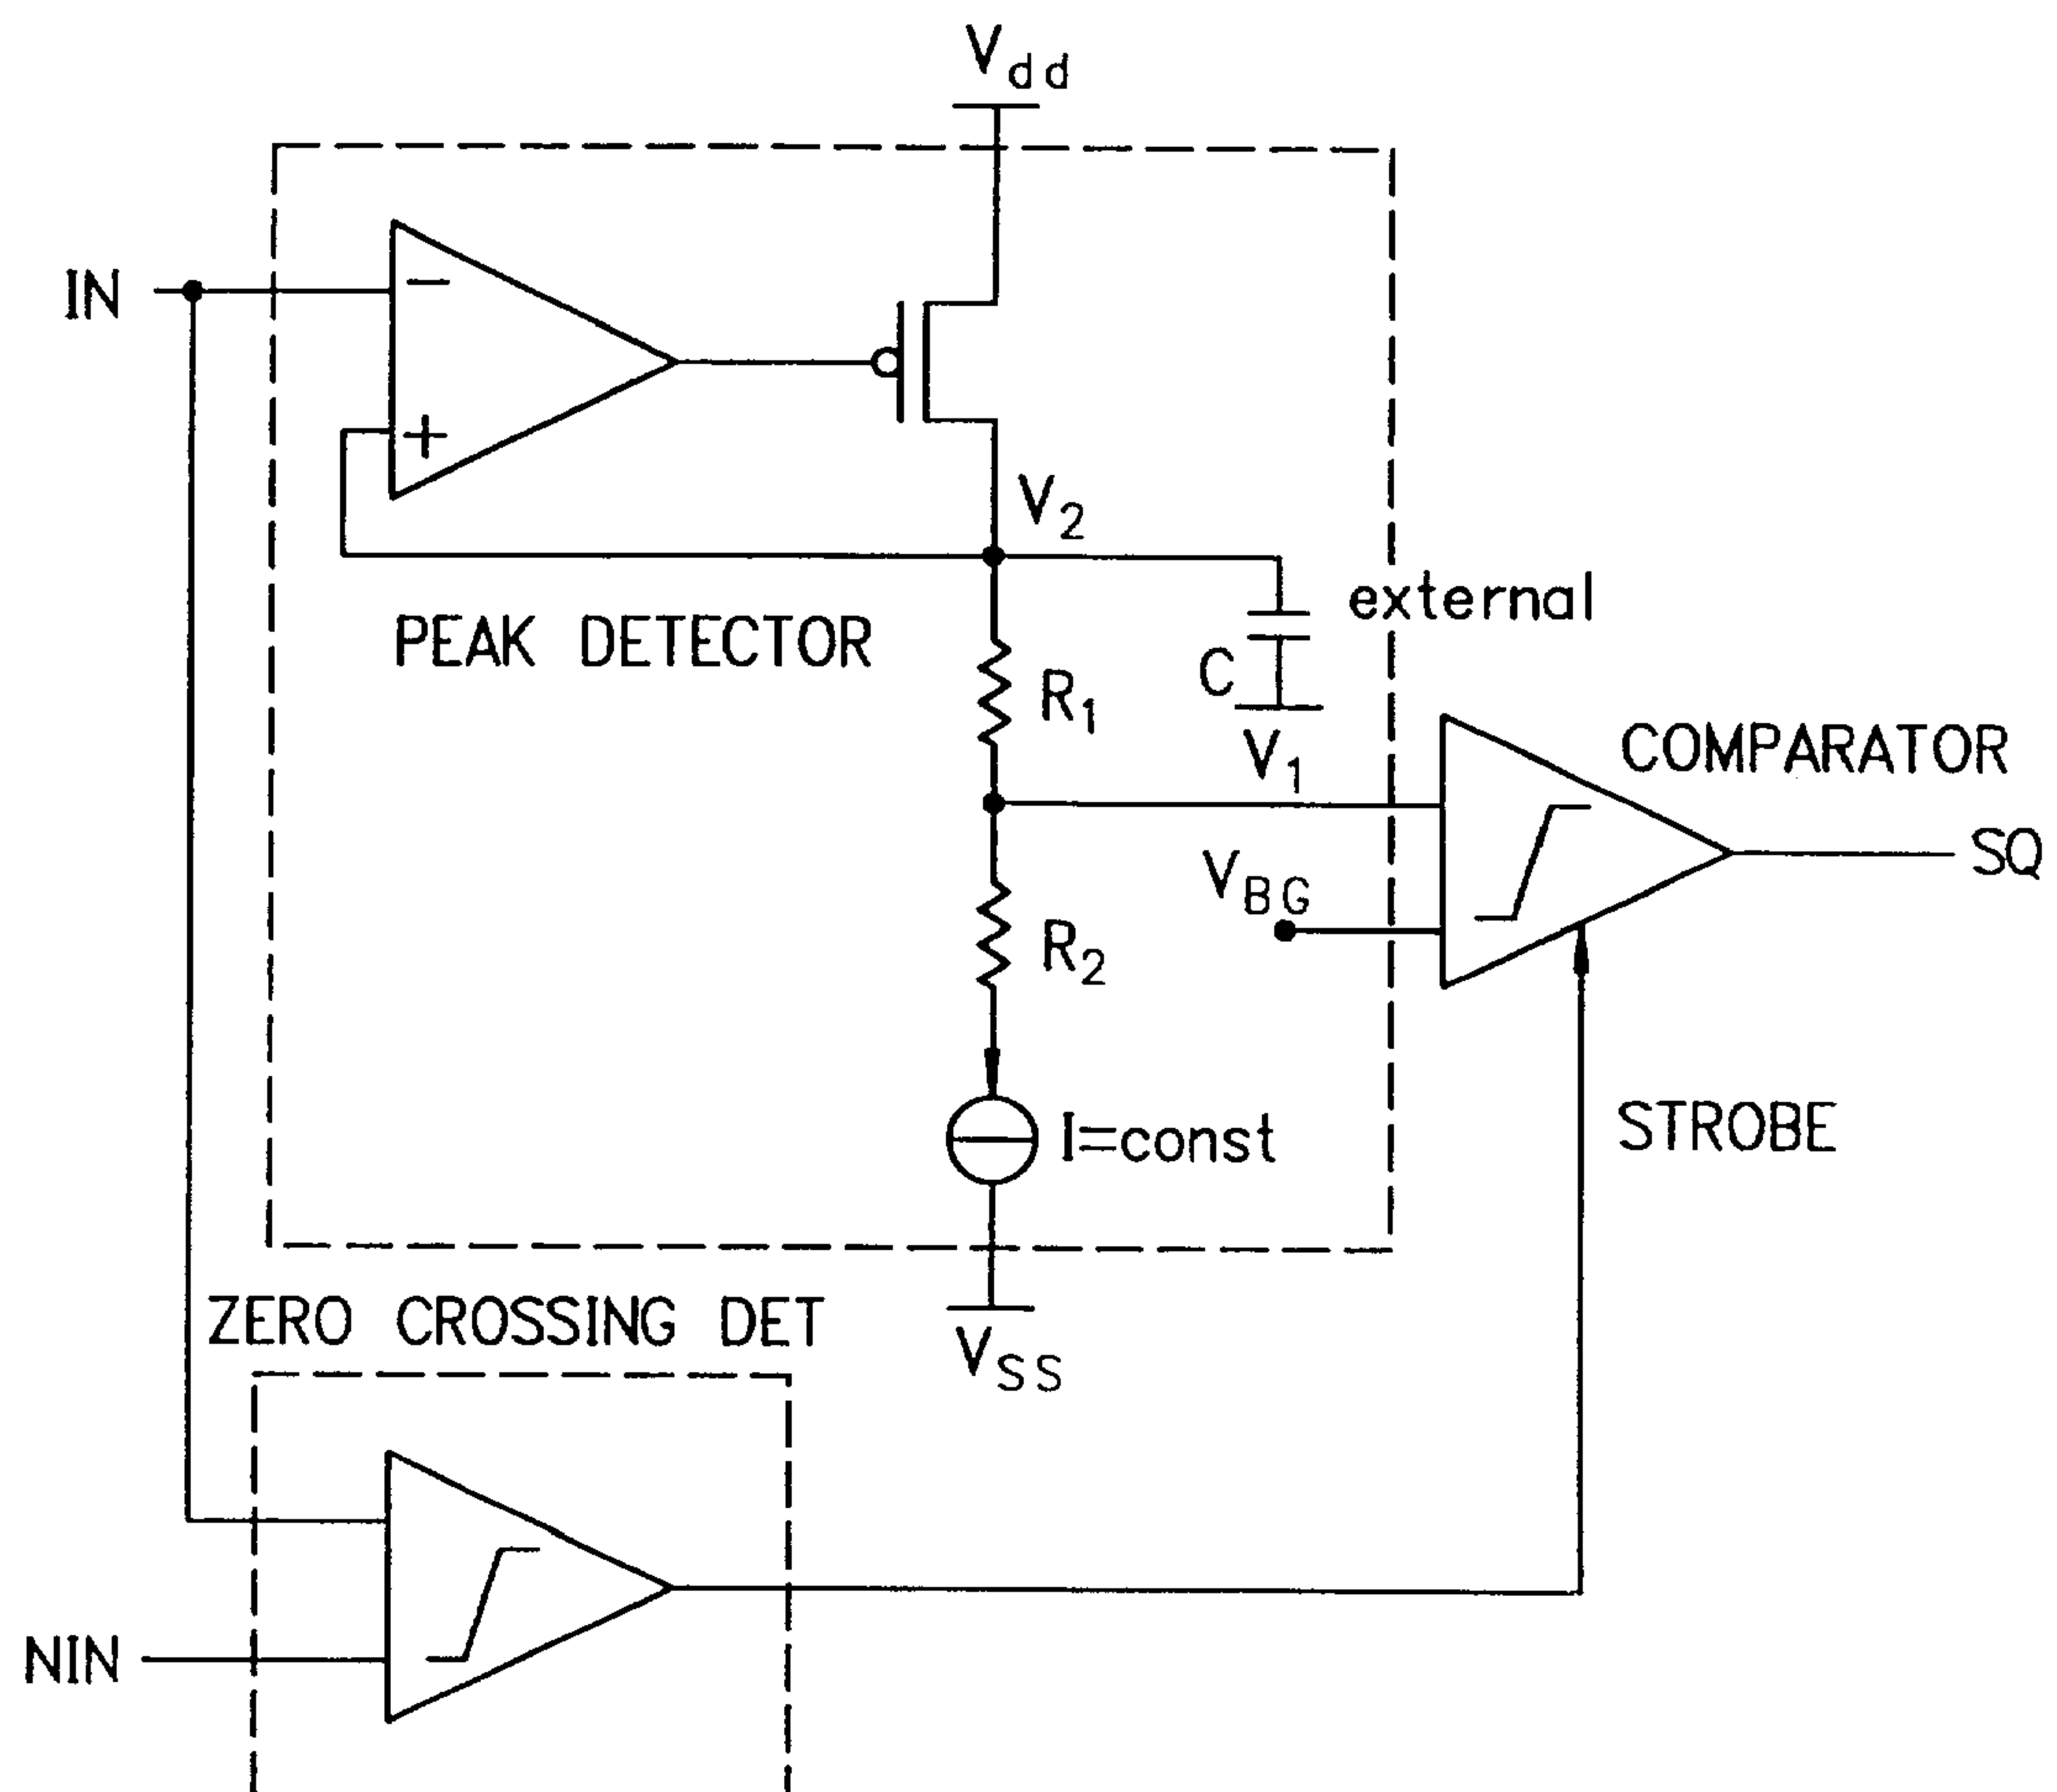 Vdd
IN
−
+
V2
PEAK DETECTOR
external
R1
C
V1
COMPARATOR
VBG
SQ
R2
I=const
STROBE
ZERO CROSSING DET
VSS
NIN